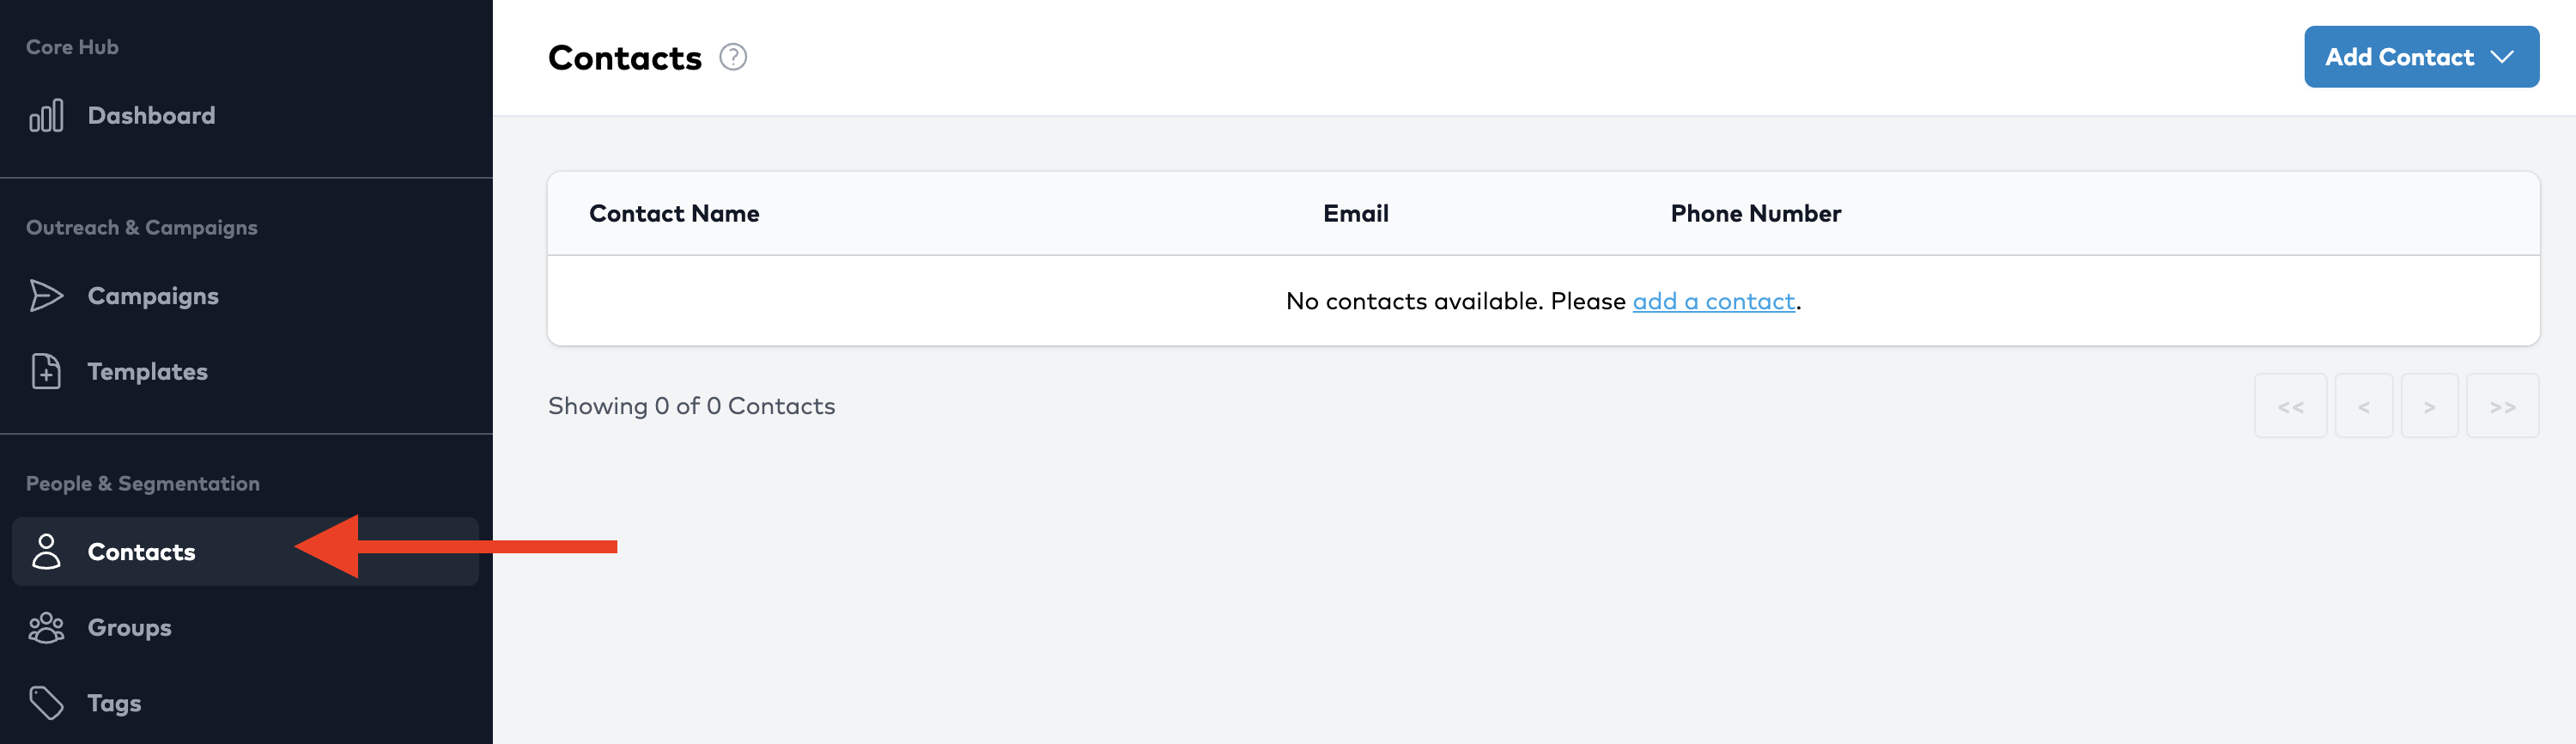 Core Hub
Dashboard
Outreach & Campaigns
Campaigns
Templates
People & Segmentation
Contacts
Groups
Tags
Contacts ?
Add Contact
Contact Name Email Phone Number
No contacts available. Please add a contact.
Showing 0 of 0 Contacts
<< < > >>